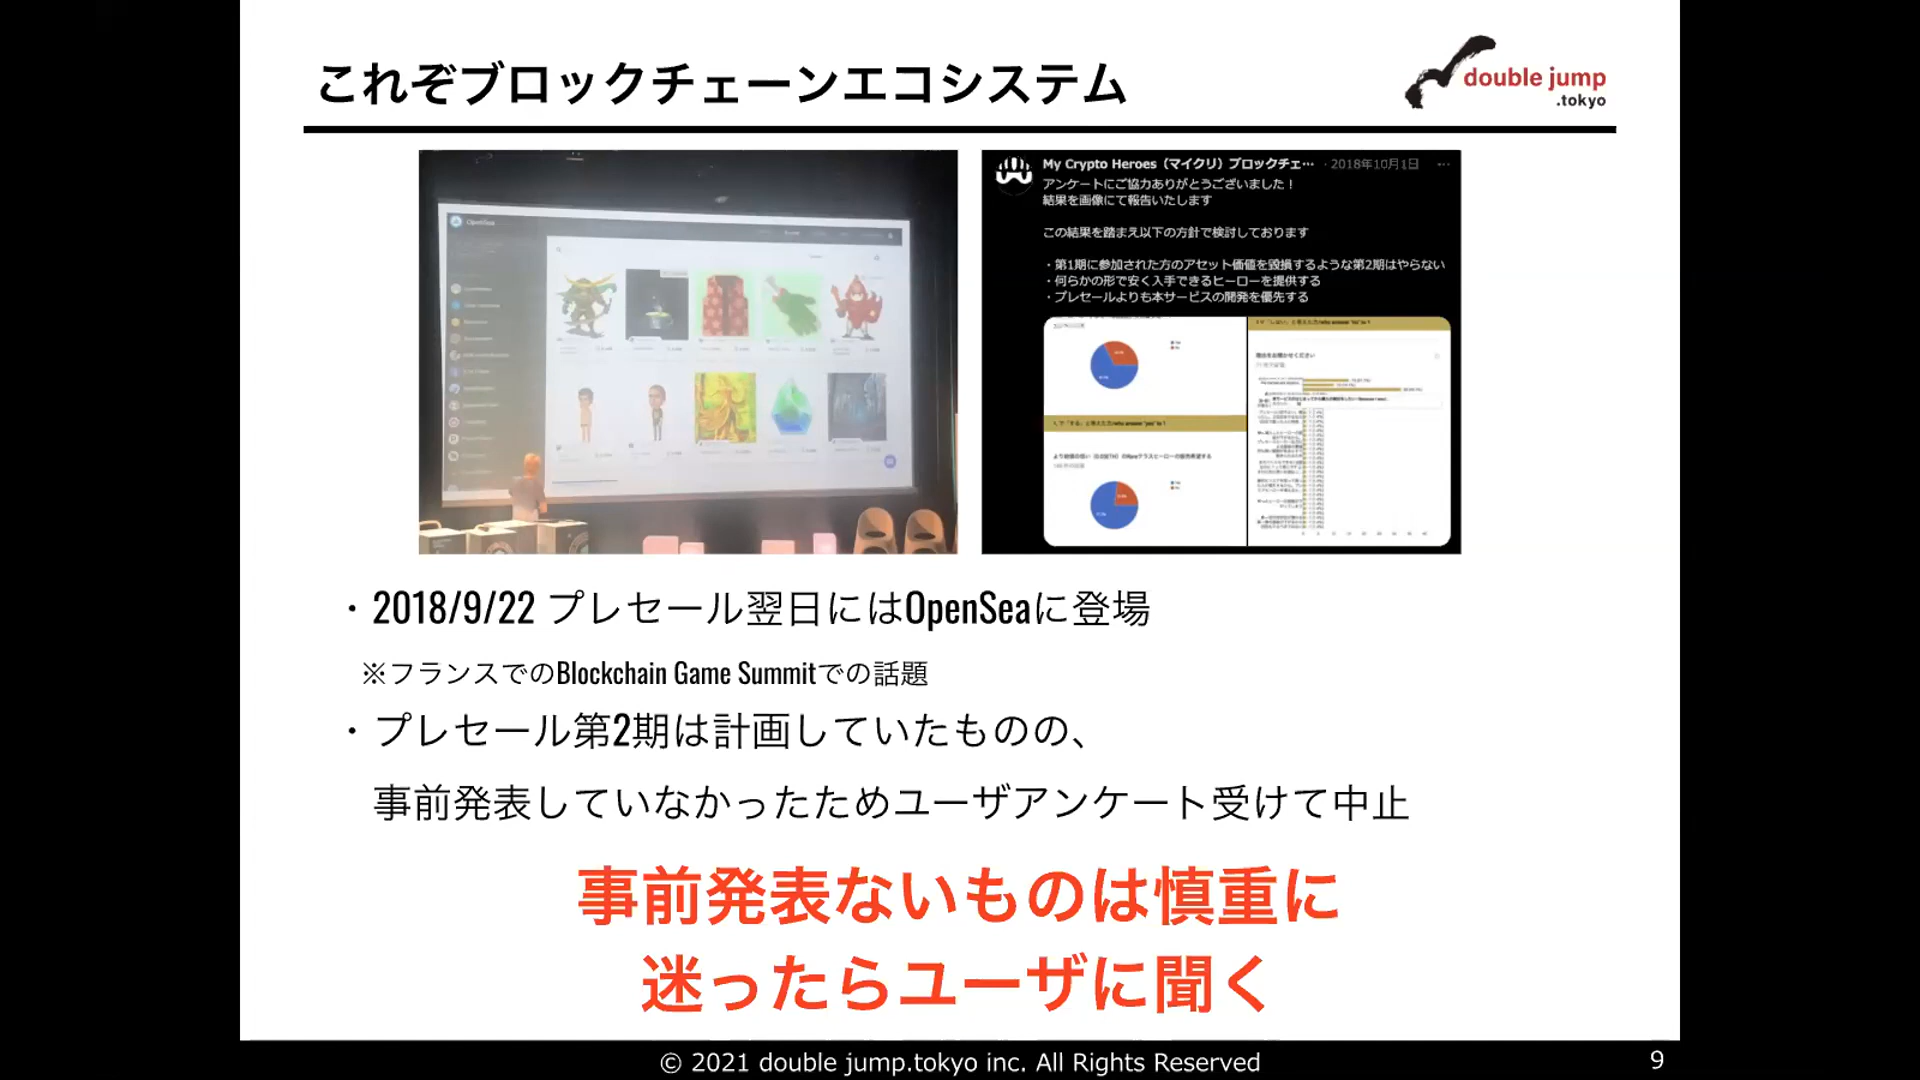 これぞブロックチェーンエコシステム
double jump
.tokyo
OpenSea
My Crypto Heroes（マイクリ）ブロックチェ… · 2018年10月1日 …
アンケートにご協力ありがとうございました！
結果を画像にて報告いたします
この結果を踏まえ以下の方針で検討しております
・第1期に参加された方のアセット価値を毀損するような第2期はやらない
・何らかの形で安く入手できるヒーローを提供する
・プレセールよりも本サービスの開発を優先する
理由をお聞かせください
・2018/9/22 プレセール翌日にはOpenSeaに登場
※フランスでのBlockchain Game Summitでの話題
・プレセール第2期は計画していたものの、
事前発表していなかったためユーザアンケート受けて中止
事前発表ないものは慎重に
迷ったらユーザに聞く
© 2021 double jump.tokyo inc. All Rights Reserved
9